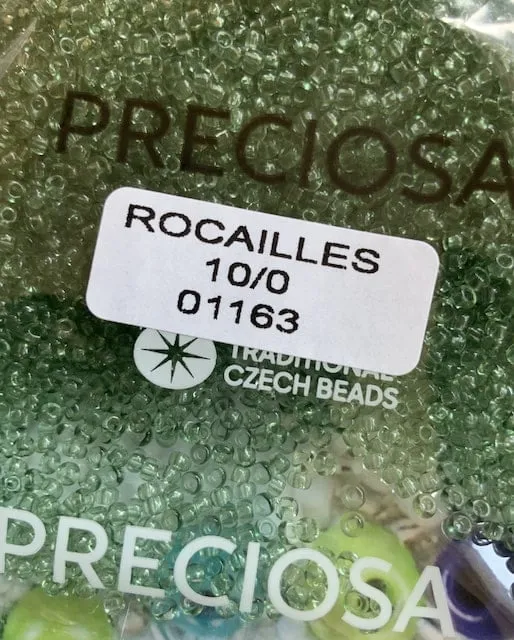 PRECIOSA
ROCAILLES
10/0
01163
TRADITIONAL
CZECH BEADS
PRECIOSA